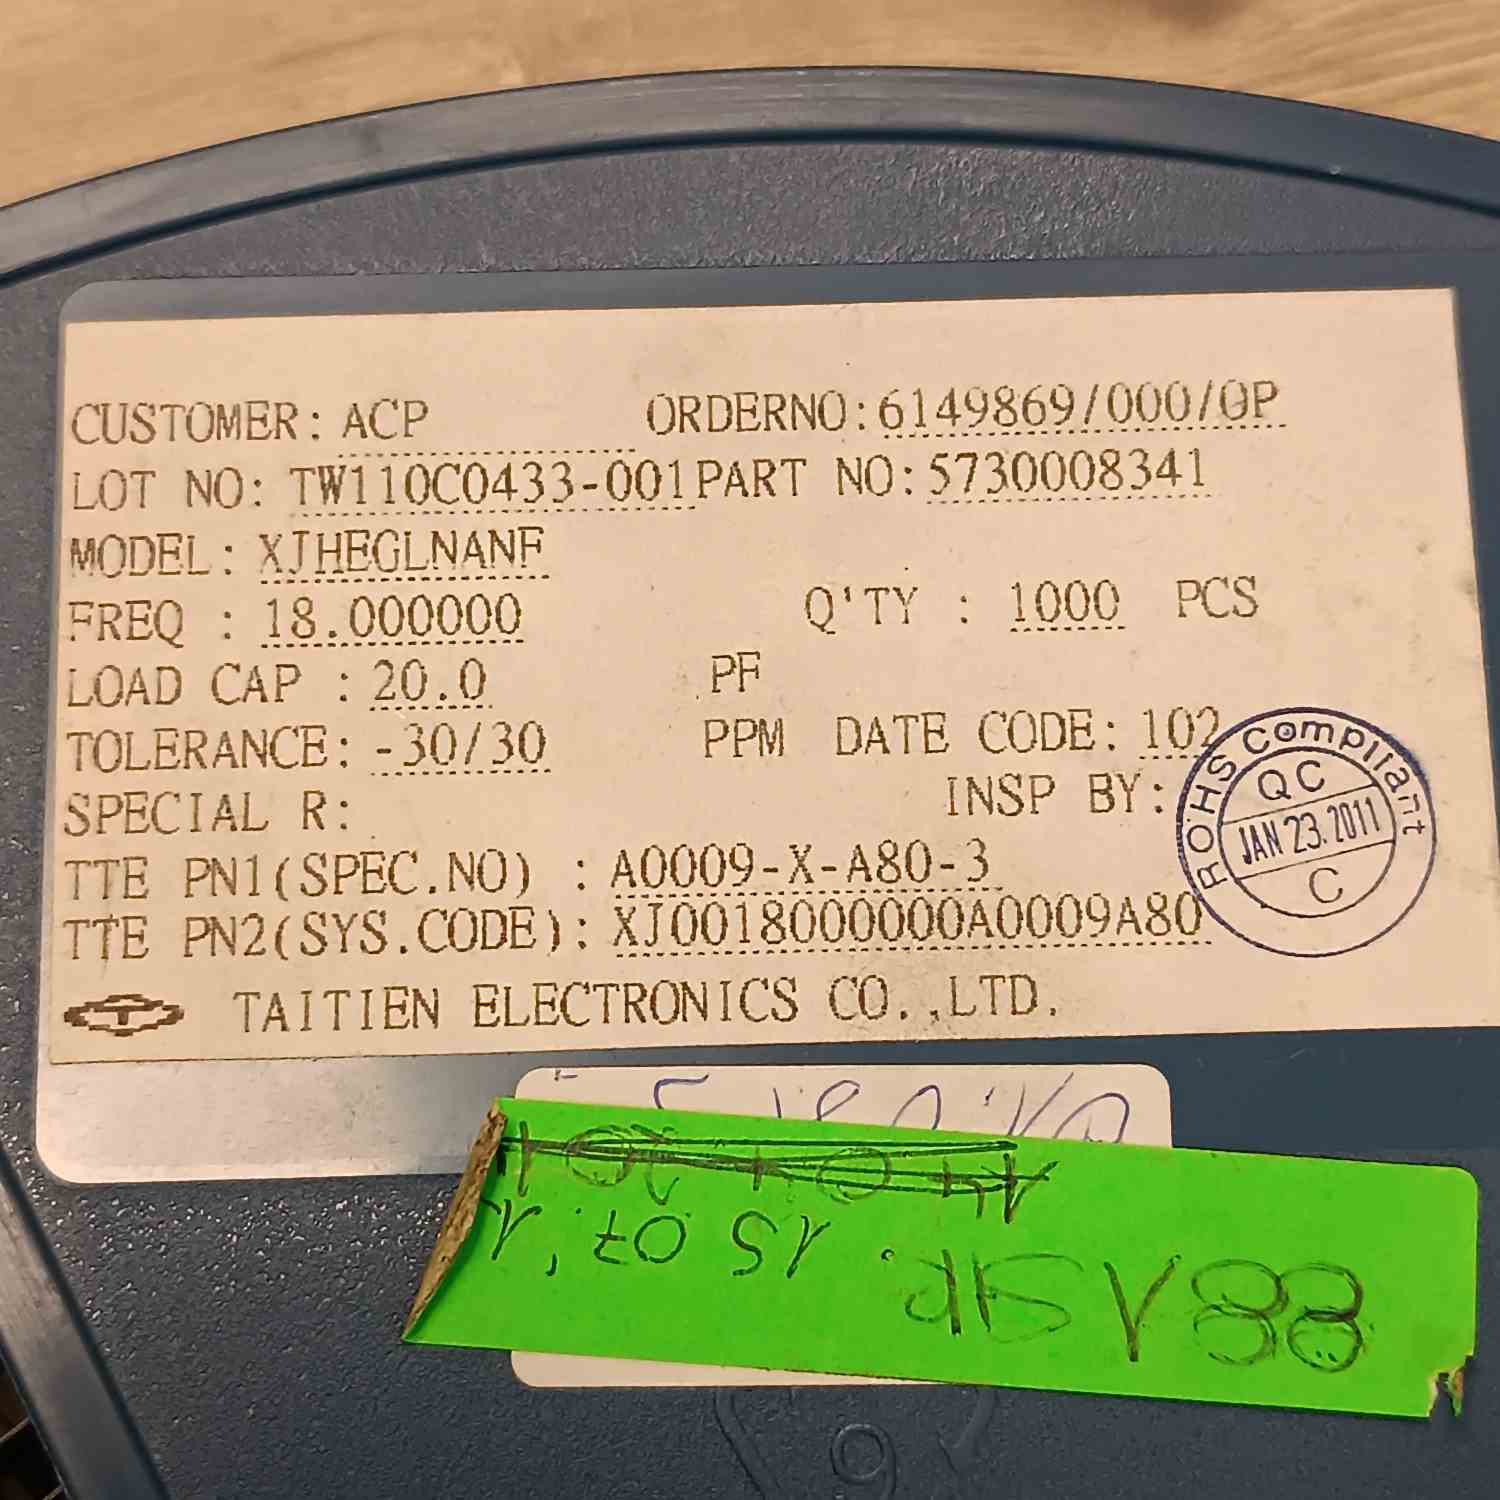 CUSTOMER: ACP ORDERNO:6149869/000/0P
LOT NO: TW110C0433-001 PART NO:5730008341
MODEL: XJHEGLNANF
FREQ : 18.000000 Q'TY : 1000 PCS
LOAD CAP : 20.0 PF
TOLERANCE: -30/30 PPM DATE CODE: 102
SPECIAL R: INSP BY:
ROHS Compliant
QC
JAN 23.2011
C
TTE PN1(SPEC.NO) : A0009-X-A80-3
TTE PN2(SYS.CODE): XJ0018000000A0009A80
T TAITIEN ELECTRONICS CO.,LTD.
15.07.
9